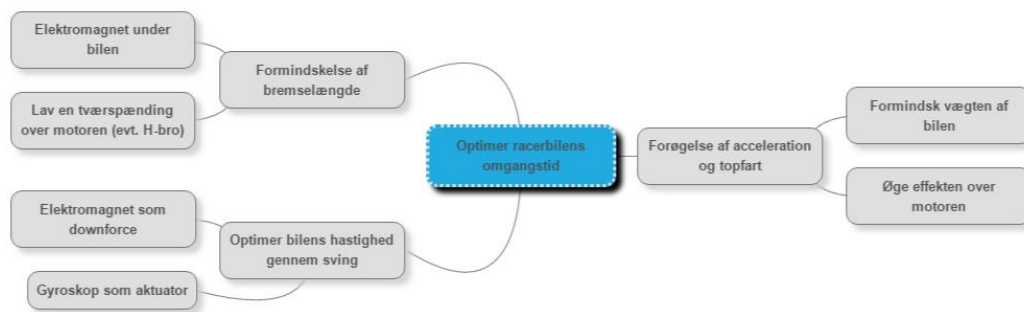 Elektromagnet under
bilen
Formindskelse af
bremselængde
Lav en tværspænding
over motoren (evt. H-bro)
Optimer racerbilens
omgangstid
Forøgelse af acceleration
og topfart
Formindsk vægten af
bilen
Øge effekten over
motoren
Elektromagnet som
downforce
Optimer bilens hastighed
gennem sving
Gyroskop som aktuator